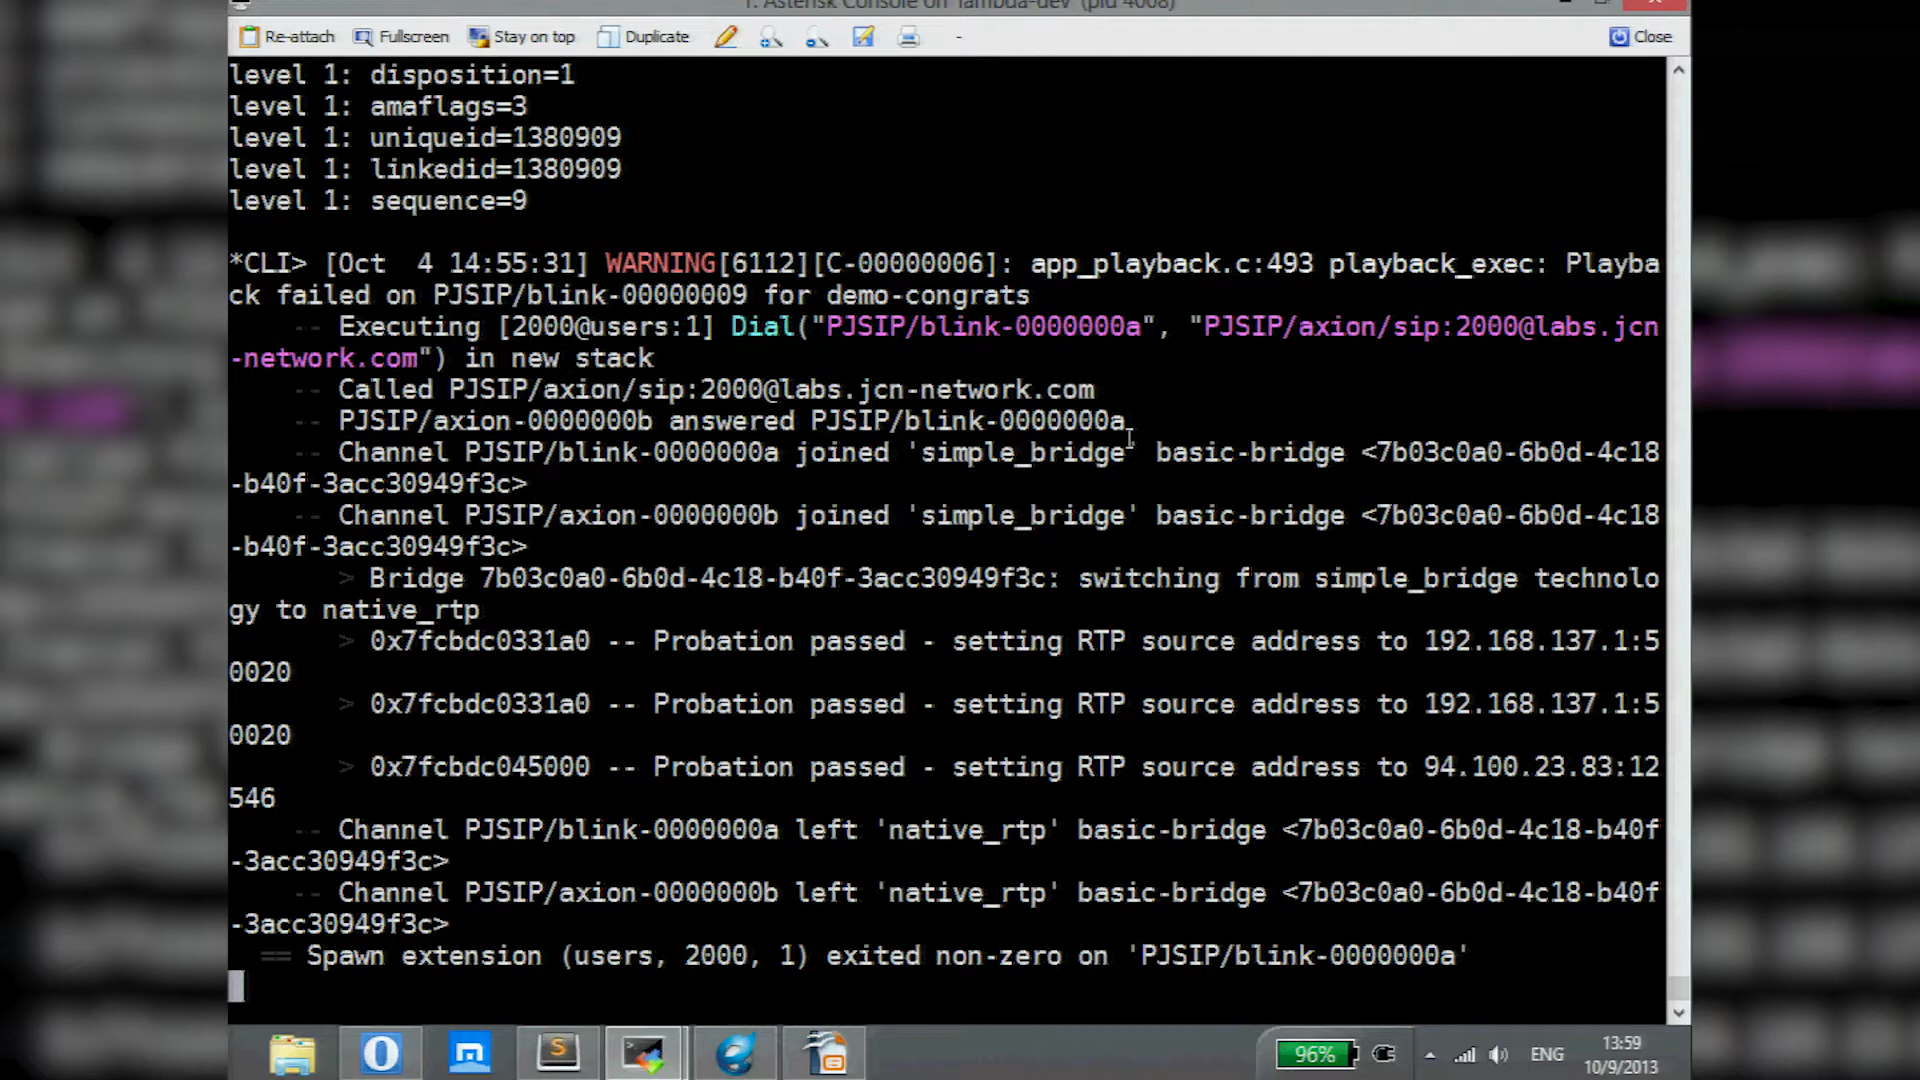 1. Asterisk Console on 'lambda-dev' (pid 4668)
Re-attach Fullscreen Stay on top Duplicate - Close
level 1: disposition=1
level 1: amaflags=3
level 1: uniqueid=1380909
level 1: linkedid=1380909
level 1: sequence=9
*CLI> [Oct  4 14:55:31] WARNING[6112][C-00000006]: app_playback.c:493 playback_exec: Playba
ck failed on PJSIP/blink-00000009 for demo-congrats
-- Executing [2000@users:1] Dial("PJSIP/blink-0000000a", "PJSIP/axion/sip:2000@labs.jcn
-network.com") in new stack
-- Called PJSIP/axion/sip:2000@labs.jcn-network.com
-- PJSIP/axion-0000000b answered PJSIP/blink-0000000a
-- Channel PJSIP/blink-0000000a joined 'simple_bridge' basic-bridge <7b03c0a0-6b0d-4c18
-b40f-3acc30949f3c>
-- Channel PJSIP/axion-0000000b joined 'simple_bridge' basic-bridge <7b03c0a0-6b0d-4c18
-b40f-3acc30949f3c>
> Bridge 7b03c0a0-6b0d-4c18-b40f-3acc30949f3c: switching from simple_bridge technolo
gy to native_rtp
> 0x7fcbdc0331a0 -- Probation passed - setting RTP source address to 192.168.137.1:5
0020
> 0x7fcbdc0331a0 -- Probation passed - setting RTP source address to 192.168.137.1:5
0020
> 0x7fcbdc045000 -- Probation passed - setting RTP source address to 94.100.23.83:12
546
-- Channel PJSIP/blink-0000000a left 'native_rtp' basic-bridge <7b03c0a0-6b0d-4c18-b40f
-3acc30949f3c>
-- Channel PJSIP/axion-0000000b left 'native_rtp' basic-bridge <7b03c0a0-6b0d-4c18-b40f
-3acc30949f3c>
== Spawn extension (users, 2000, 1) exited non-zero on 'PJSIP/blink-0000000a'
96% ENG 13:59
10/9/2013